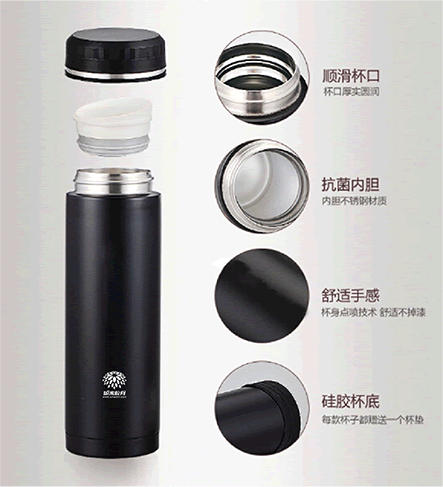 顺滑杯口
杯口厚实圆润
抗菌内胆
内胆不锈钢材质
舒适手感
杯身点喷技术 舒适不掉漆
硅胶杯底
每款杯子都赠送一个杯垫